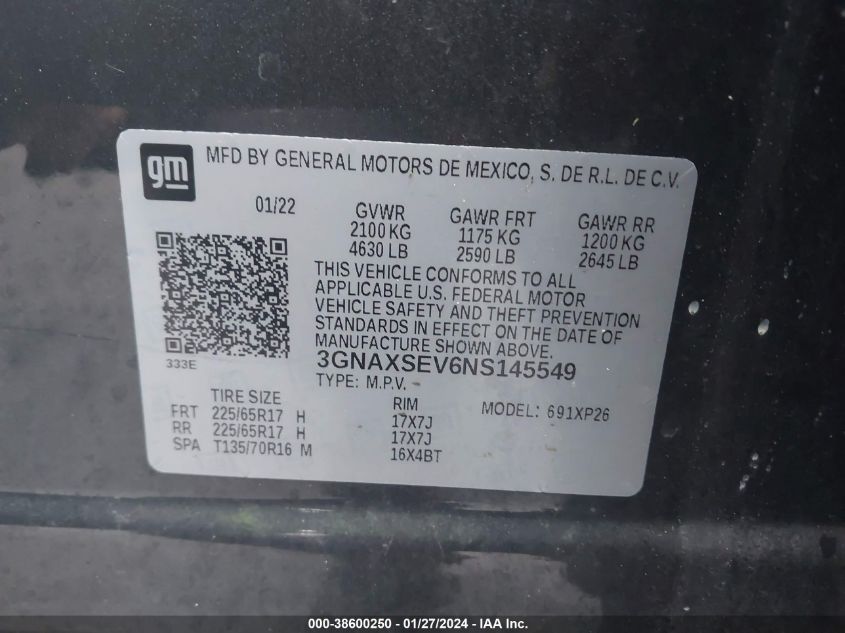 gm
MFD BY GENERAL MOTORS DE MEXICO, S. DE R.L. DE C.V.
01/22
GVWR GAWR FRT GAWR RR
2100 KG 1175 KG 1200 KG
4630 LB 2590 LB 2645 LB
THIS VEHICLE CONFORMS TO ALL
APPLICABLE U.S. FEDERAL MOTOR
VEHICLE SAFETY AND THEFT PREVENTION
STANDARDS IN EFFECT ON THE DATE OF
MANUFACTURE SHOWN ABOVE.
333E
3GNAXSEV6NS145549
TYPE: M.P.V.
MODEL: 691XP26
TIRE SIZE RIM
FRT 225/65R17 H 17X7J
RR 225/65R17 H 17X7J
SPA T135/70R16 M 16X4BT
000-38600250 - 01/27/2024 - IAA Inc.